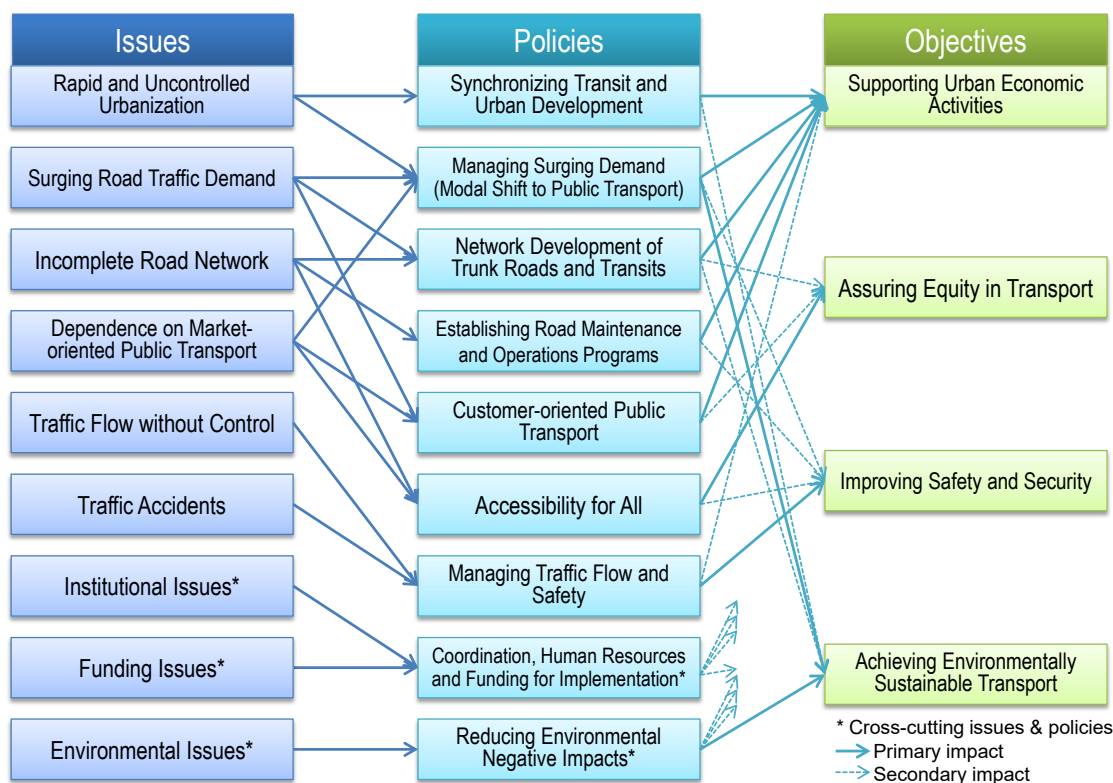 Issues
Rapid and Uncontrolled
Urbanization
Surging Road Traffic Demand
Incomplete Road Network
Dependence on Market-
oriented Public Transport
Traffic Flow without Control
Traffic Accidents
Institutional Issues*
Funding Issues*
Environmental Issues*
Policies
Synchronizing Transit and
Urban Development
Managing Surging Demand
(Modal Shift to Public Transport)
Network Development of
Trunk Roads and Transits
Establishing Road Maintenance
and Operations Programs
Customer-oriented Public
Transport
Accessibility for All
Managing Traffic Flow and
Safety
Coordination, Human Resources
and Funding for Implementation*
Reducing Environmental
Negative Impacts*
Objectives
Supporting Urban Economic
Activities
Assuring Equity in Transport
Improving Safety and Security
Achieving Environmentally
Sustainable Transport
* Cross-cutting issues & policies
Primary impact
Secondary impact